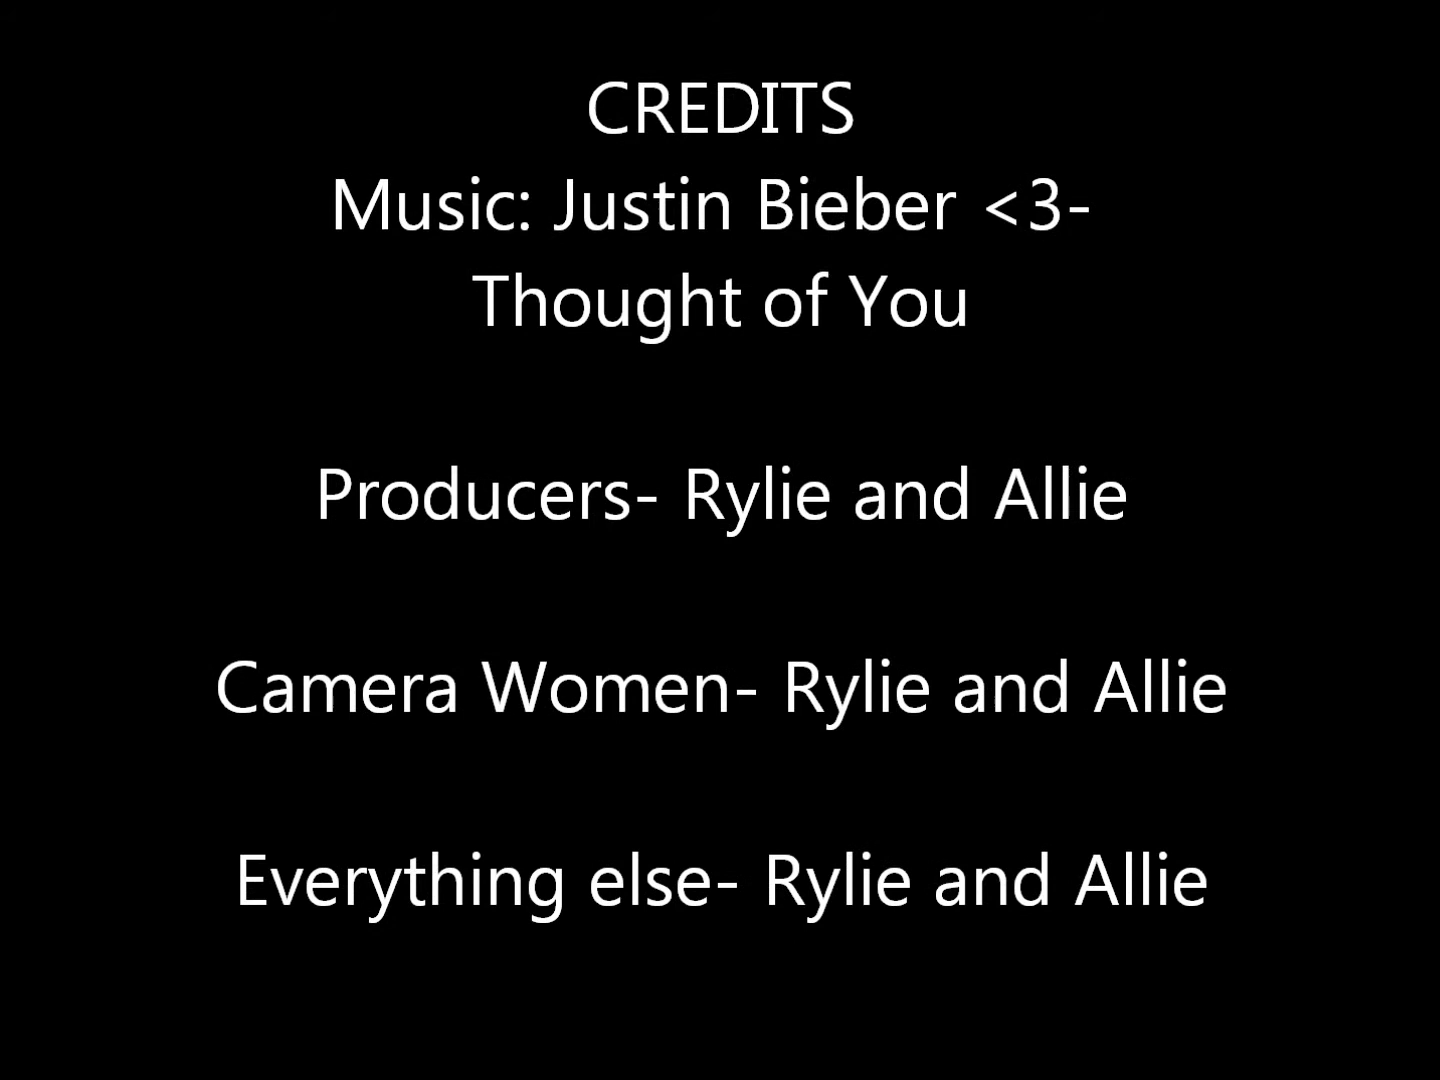 CREDITS
Music: Justin Bieber <3-
Thought of You
Producers- Rylie and Allie
Camera Women- Rylie and Allie
Everything else- Rylie and Allie